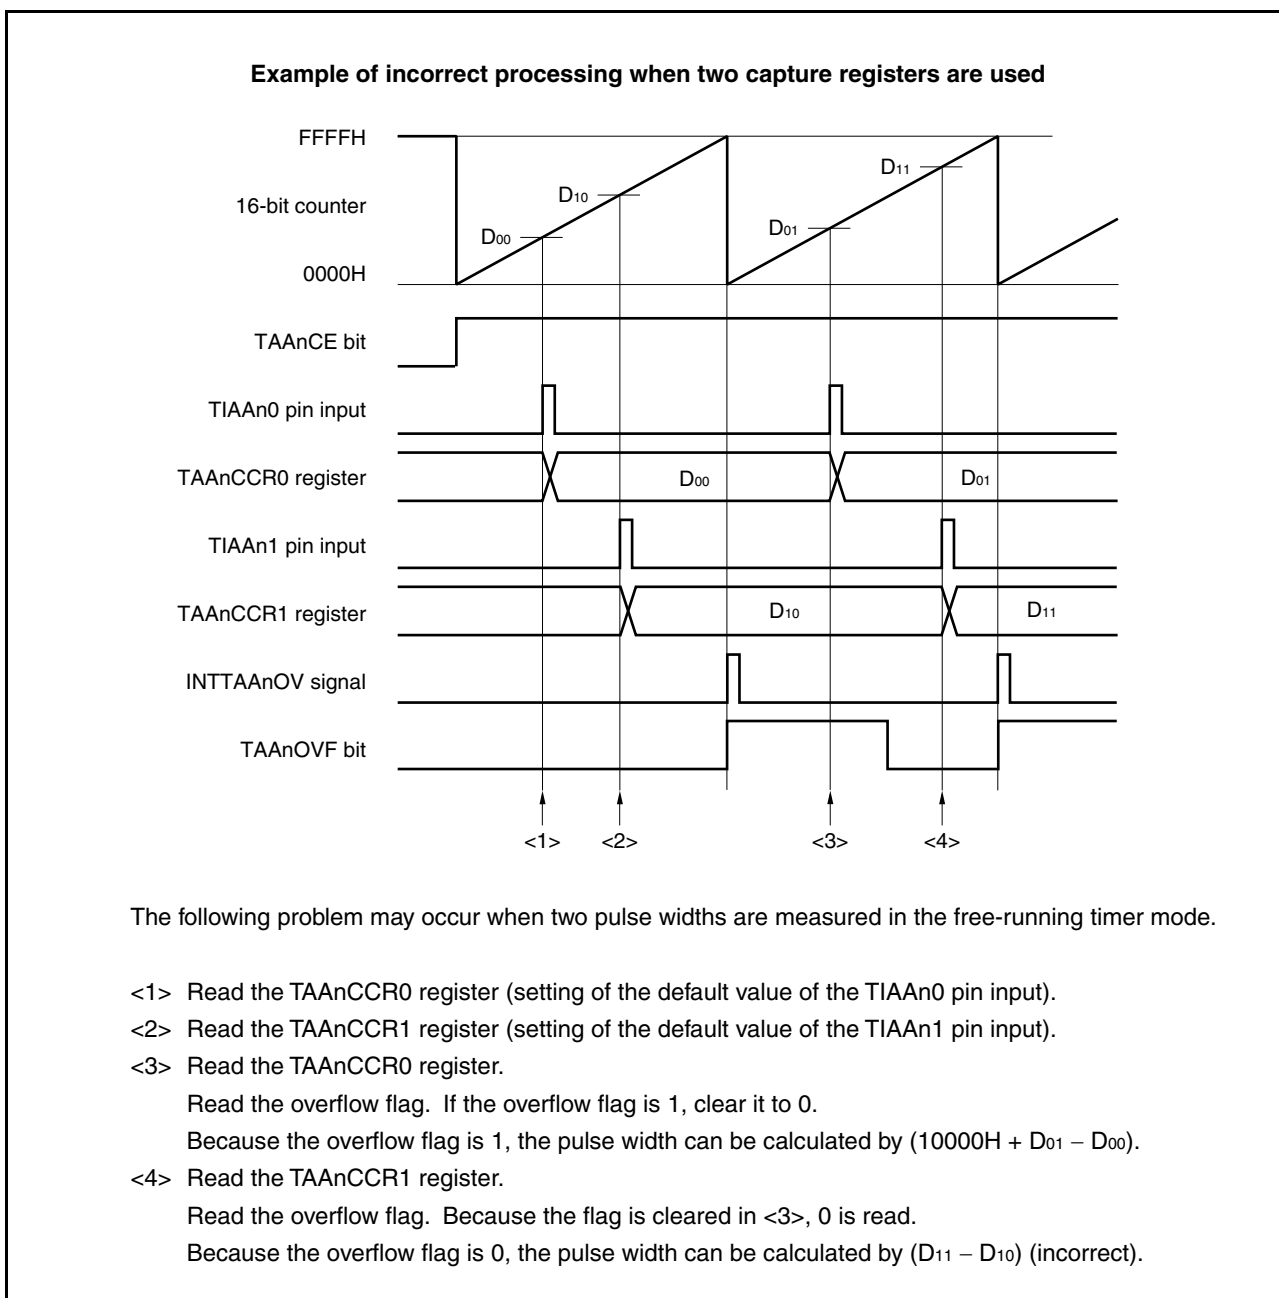 Example of incorrect processing when two capture registers are used
FFFFH
D11
D10
16-bit counter
D01
D00
0000H
TAAnCE bit
TIAAn0 pin input
TAAnCCR0 register
D00
D01
TIAAn1 pin input
TAAnCCR1 register
D10
D11
INTTAAnOV signal
TAAnOVF bit
<1> <2> <3> <4>
The following problem may occur when two pulse widths are measured in the free-running timer mode.
<1> Read the TAAnCCR0 register (setting of the default value of the TIAAn0 pin input).
<2> Read the TAAnCCR1 register (setting of the default value of the TIAAn1 pin input).
<3> Read the TAAnCCR0 register.
Read the overflow flag. If the overflow flag is 1, clear it to 0.
Because the overflow flag is 1, the pulse width can be calculated by (10000H + D01 − D00).
<4> Read the TAAnCCR1 register.
Read the overflow flag. Because the flag is cleared in <3>, 0 is read.
Because the overflow flag is 0, the pulse width can be calculated by (D11 − D10) (incorrect).